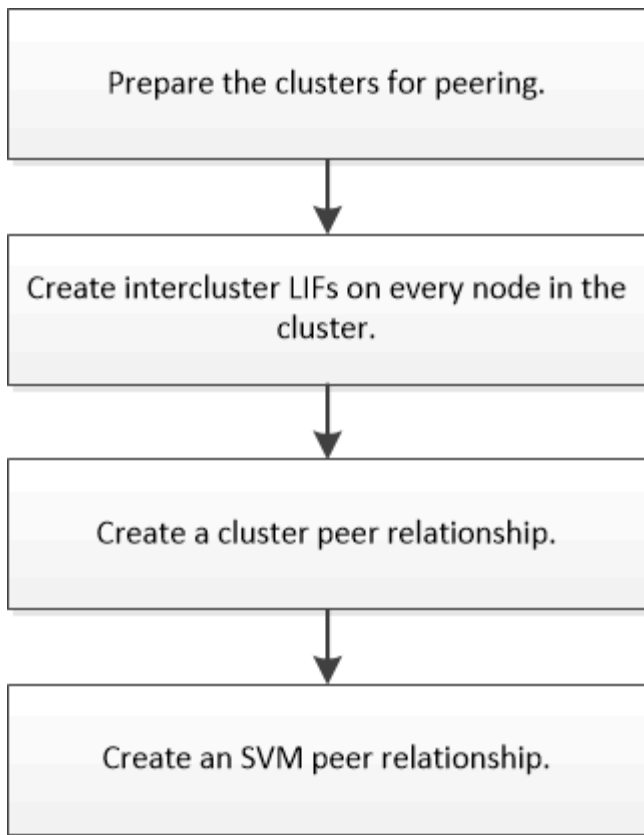 Prepare the clusters for peering.
Create intercluster LIFs on every node in the
cluster.
Create a cluster peer relationship.
Create an SVM peer relationship.